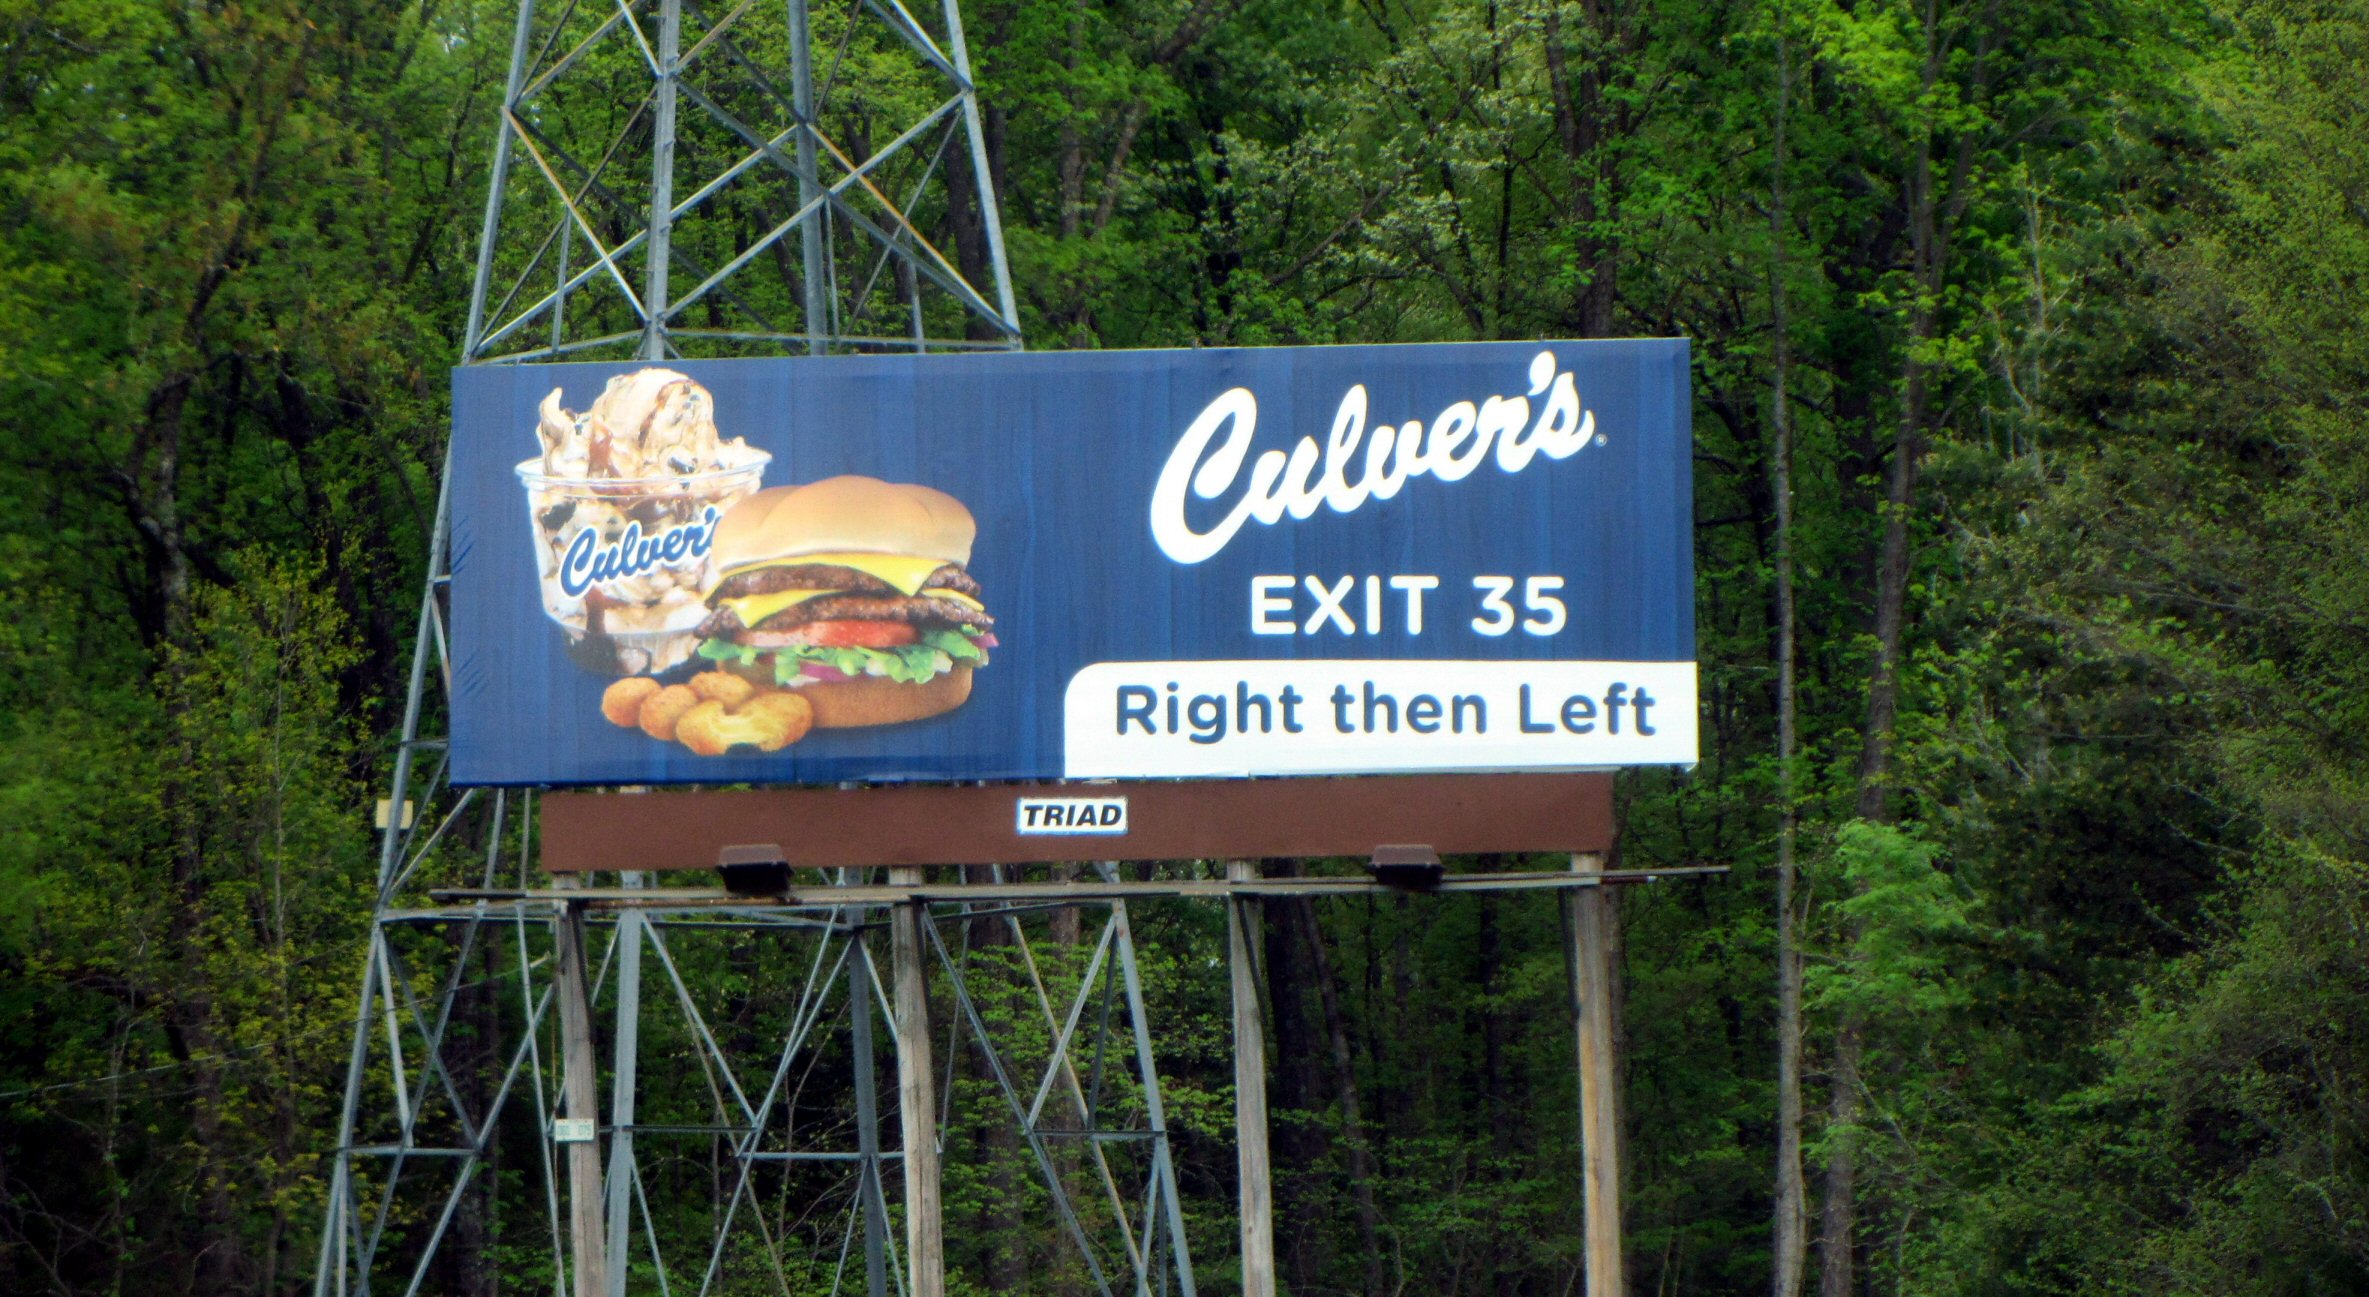 Culver's
Culver's®
EXIT 35
Right then Left
TRIAD